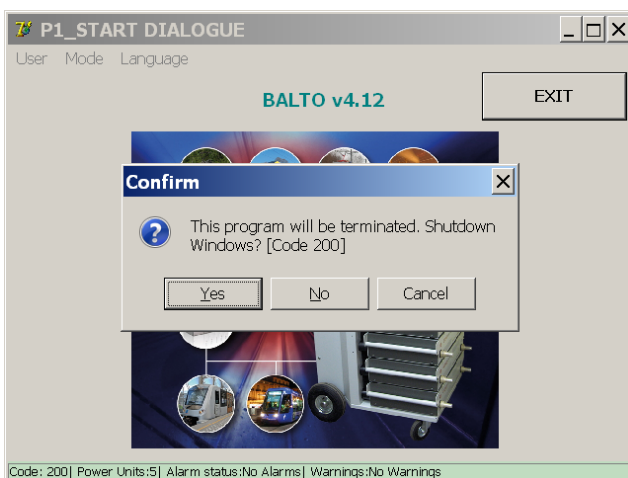 P1_START DIALOGUE
User Mode Language
BALTO v4.12
EXIT
Confirm
This program will be terminated. Shutdown
Windows? [Code 200]
Yes No Cancel
Code: 200| Power Units:5| Alarm status:No Alarms| Warnings:No Warnings